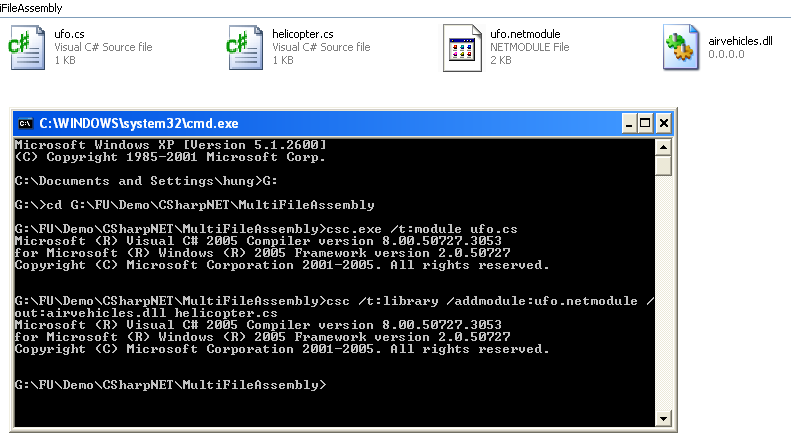 iFileAssembly
ufo.cs
Visual C# Source file
1 KB
helicopter.cs
Visual C# Source file
1 KB
ufo.netmodule
NETMODULE File
2 KB
airvehicles.dll
0.0.0.0
C:\WINDOWS\system32\cmd.exe
Microsoft Windows XP [Version 5.1.2600]
(C) Copyright 1985-2001 Microsoft Corp.
C:\Documents and Settings\hung>G:
G:\>cd G:\FU\Demo\CSharpNET\MultiFileAssembly
G:\FU\Demo\CSharpNET\MultiFileAssembly>csc.exe /t:module ufo.cs
Microsoft (R) Visual C# 2005 Compiler version 8.00.50727.3053
for Microsoft (R) Windows (R) 2005 Framework version 2.0.50727
Copyright (C) Microsoft Corporation 2001-2005. All rights reserved.
G:\FU\Demo\CSharpNET\MultiFileAssembly>csc /t:library /addmodule:ufo.netmodule /
out:airvehicles.dll helicopter.cs
Microsoft (R) Visual C# 2005 Compiler version 8.00.50727.3053
for Microsoft (R) Windows (R) 2005 Framework version 2.0.50727
Copyright (C) Microsoft Corporation 2001-2005. All rights reserved.
G:\FU\Demo\CSharpNET\MultiFileAssembly>